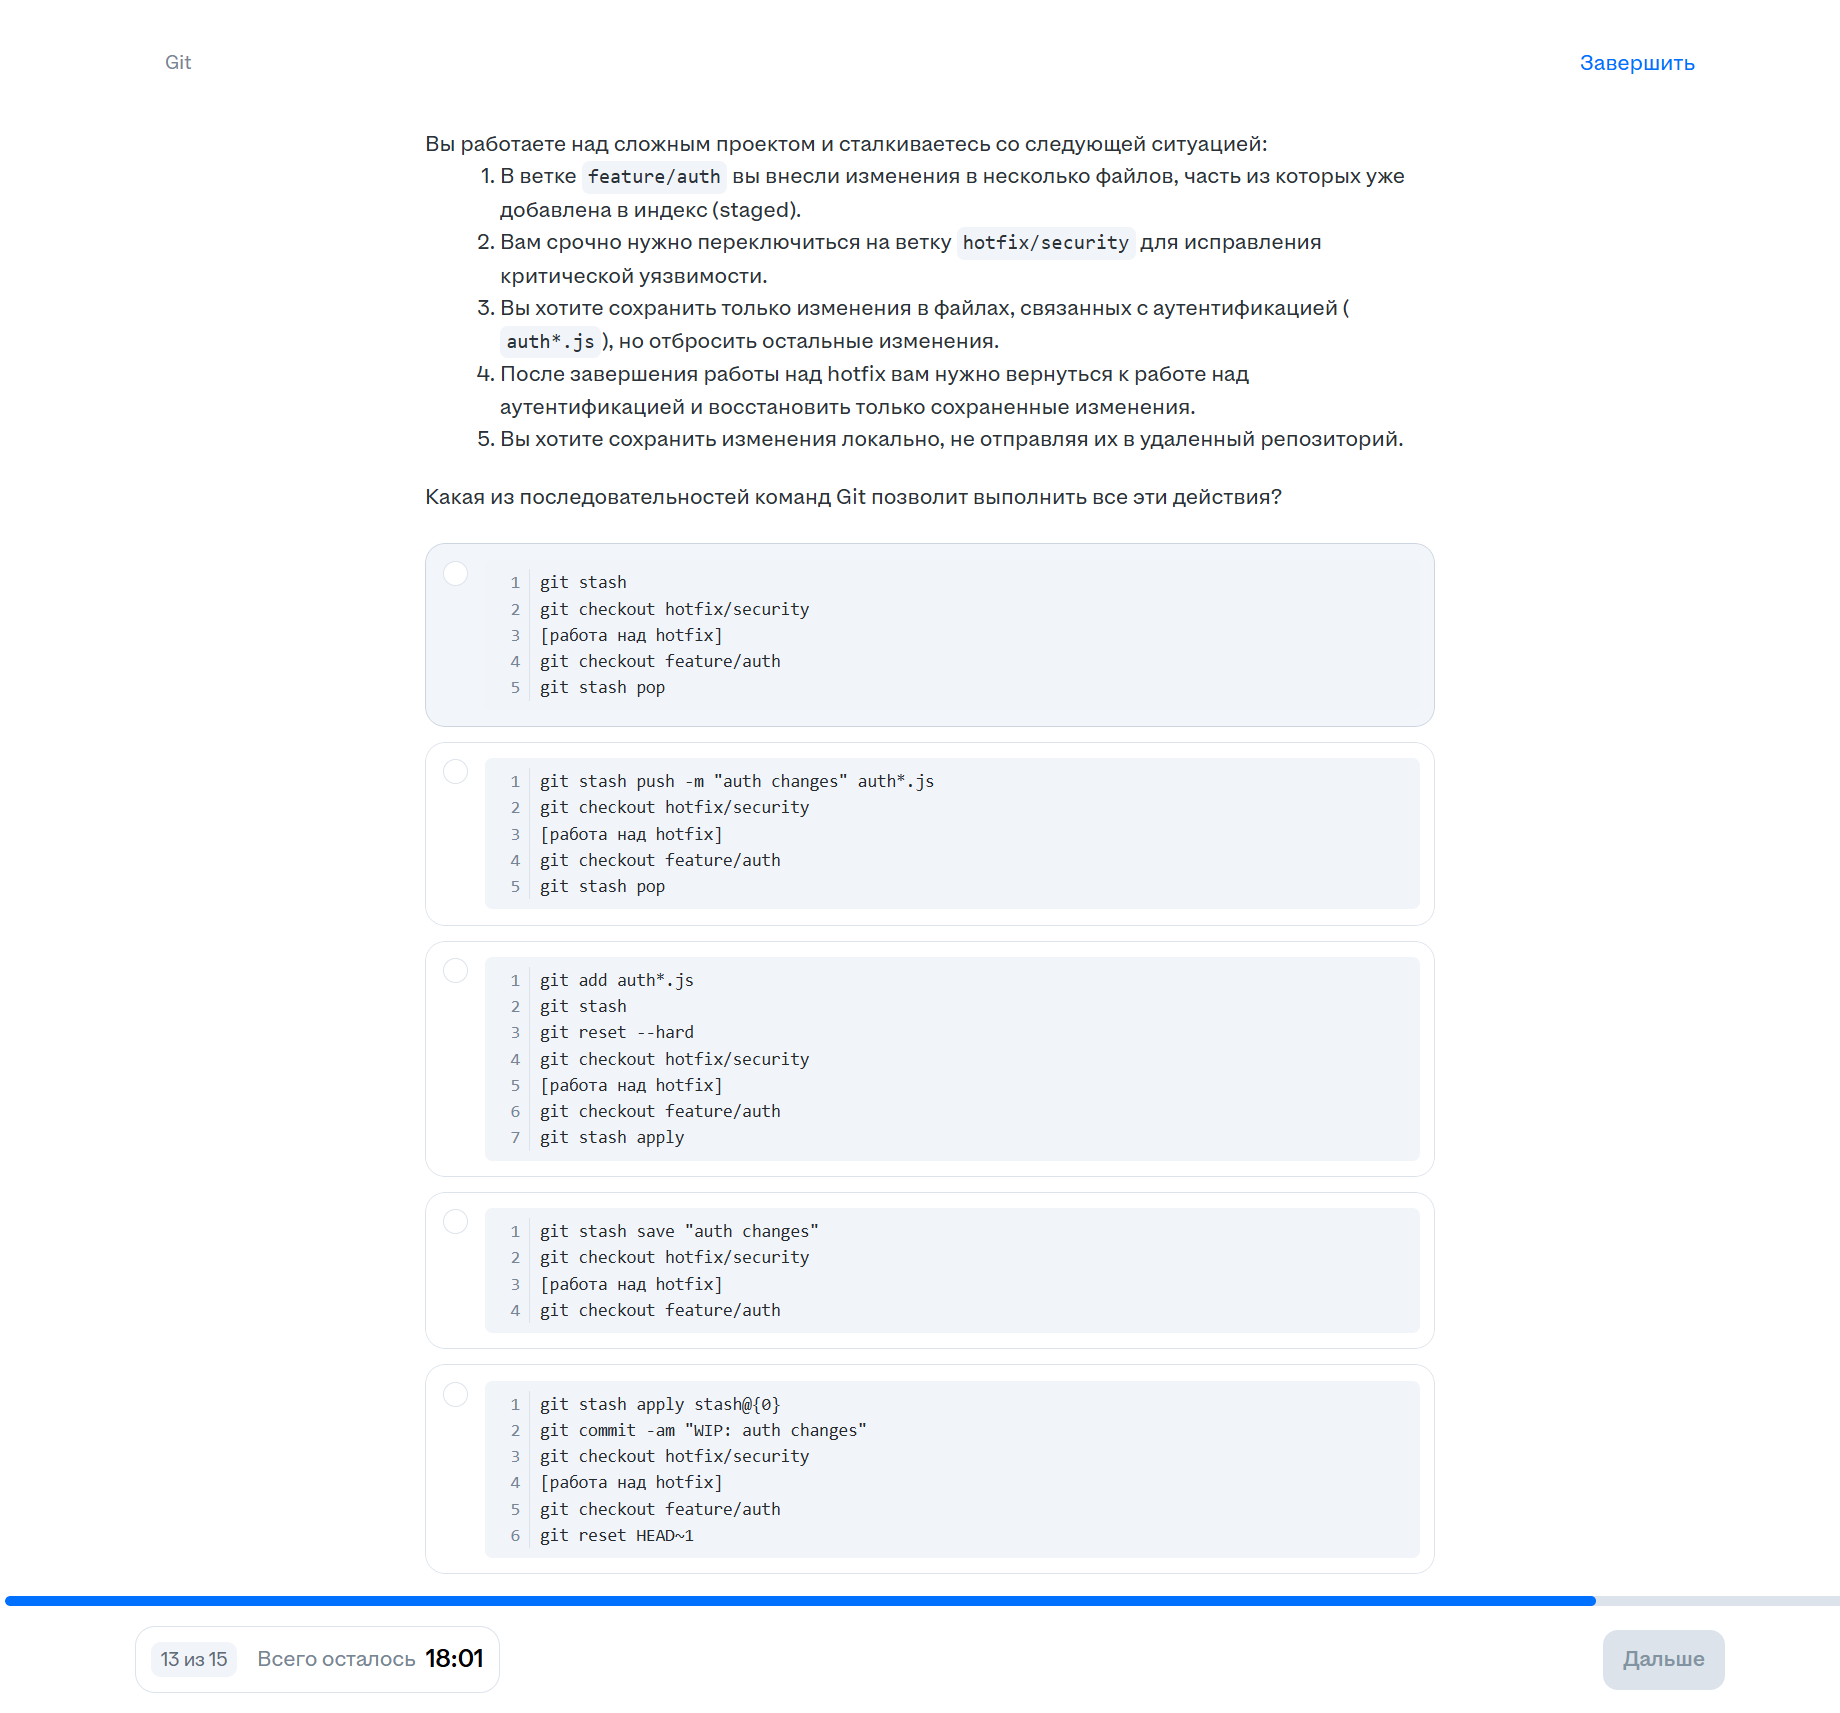 Git
Завершить
Вы работаете над сложным проектом и сталкиваетесь со следующей ситуацией:
1. В ветке feature/auth вы внесли изменения в несколько файлов, часть из которых уже
добавлена в индекс (staged).
2. Вам срочно нужно переключиться на ветку hotfix/security для исправления
критической уязвимости.
3. Вы хотите сохранить только изменения в файлах, связанных с аутентификацией (
auth*.js ), но отбросить остальные изменения.
4. После завершения работы над hotfix вам нужно вернуться к работе над
аутентификацией и восстановить только сохраненные изменения.
5. Вы хотите сохранить изменения локально, не отправляя их в удаленный репозиторий.
Какая из последовательностей команд Git позволит выполнить все эти действия?
1 git stash
2 git checkout hotfix/security
3 [работа над hotfix]
4 git checkout feature/auth
5 git stash pop
1 git stash push -m "auth changes" auth*.js
2 git checkout hotfix/security
3 [работа над hotfix]
4 git checkout feature/auth
5 git stash pop
1 git add auth*.js
2 git stash
3 git reset --hard
4 git checkout hotfix/security
5 [работа над hotfix]
6 git checkout feature/auth
7 git stash apply
1 git stash save "auth changes"
2 git checkout hotfix/security
3 [работа над hotfix]
4 git checkout feature/auth
1 git stash apply stash@{0}
2 git commit -am "WIP: auth changes"
3 git checkout hotfix/security
4 [работа над hotfix]
5 git checkout feature/auth
6 git reset HEAD~1
13 из 15 Всего осталось 18:01
Дальше